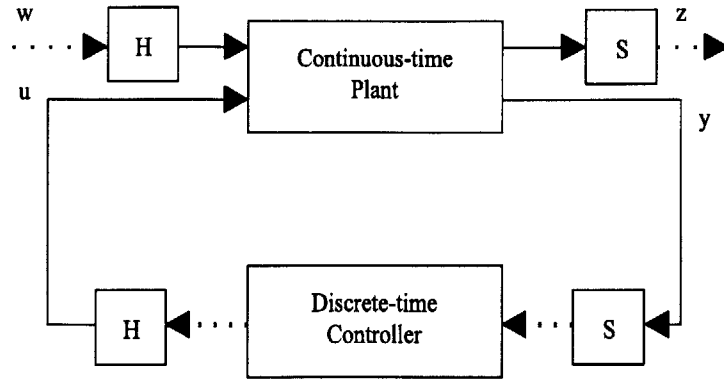 w
H
Continuous-time
Plant
S
z
u
y
H
Discrete-time
Controller
S